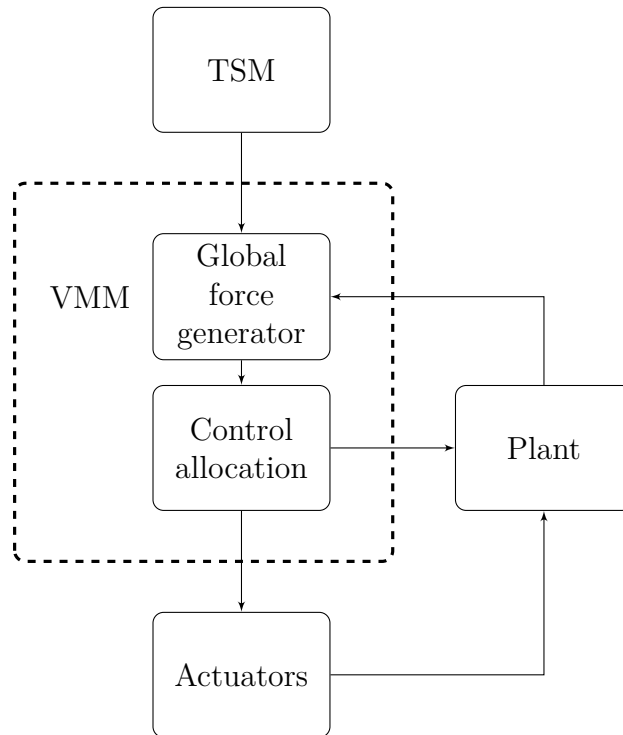 TSM
VMM
Global
force
generator
Control
allocation
Plant
Actuators